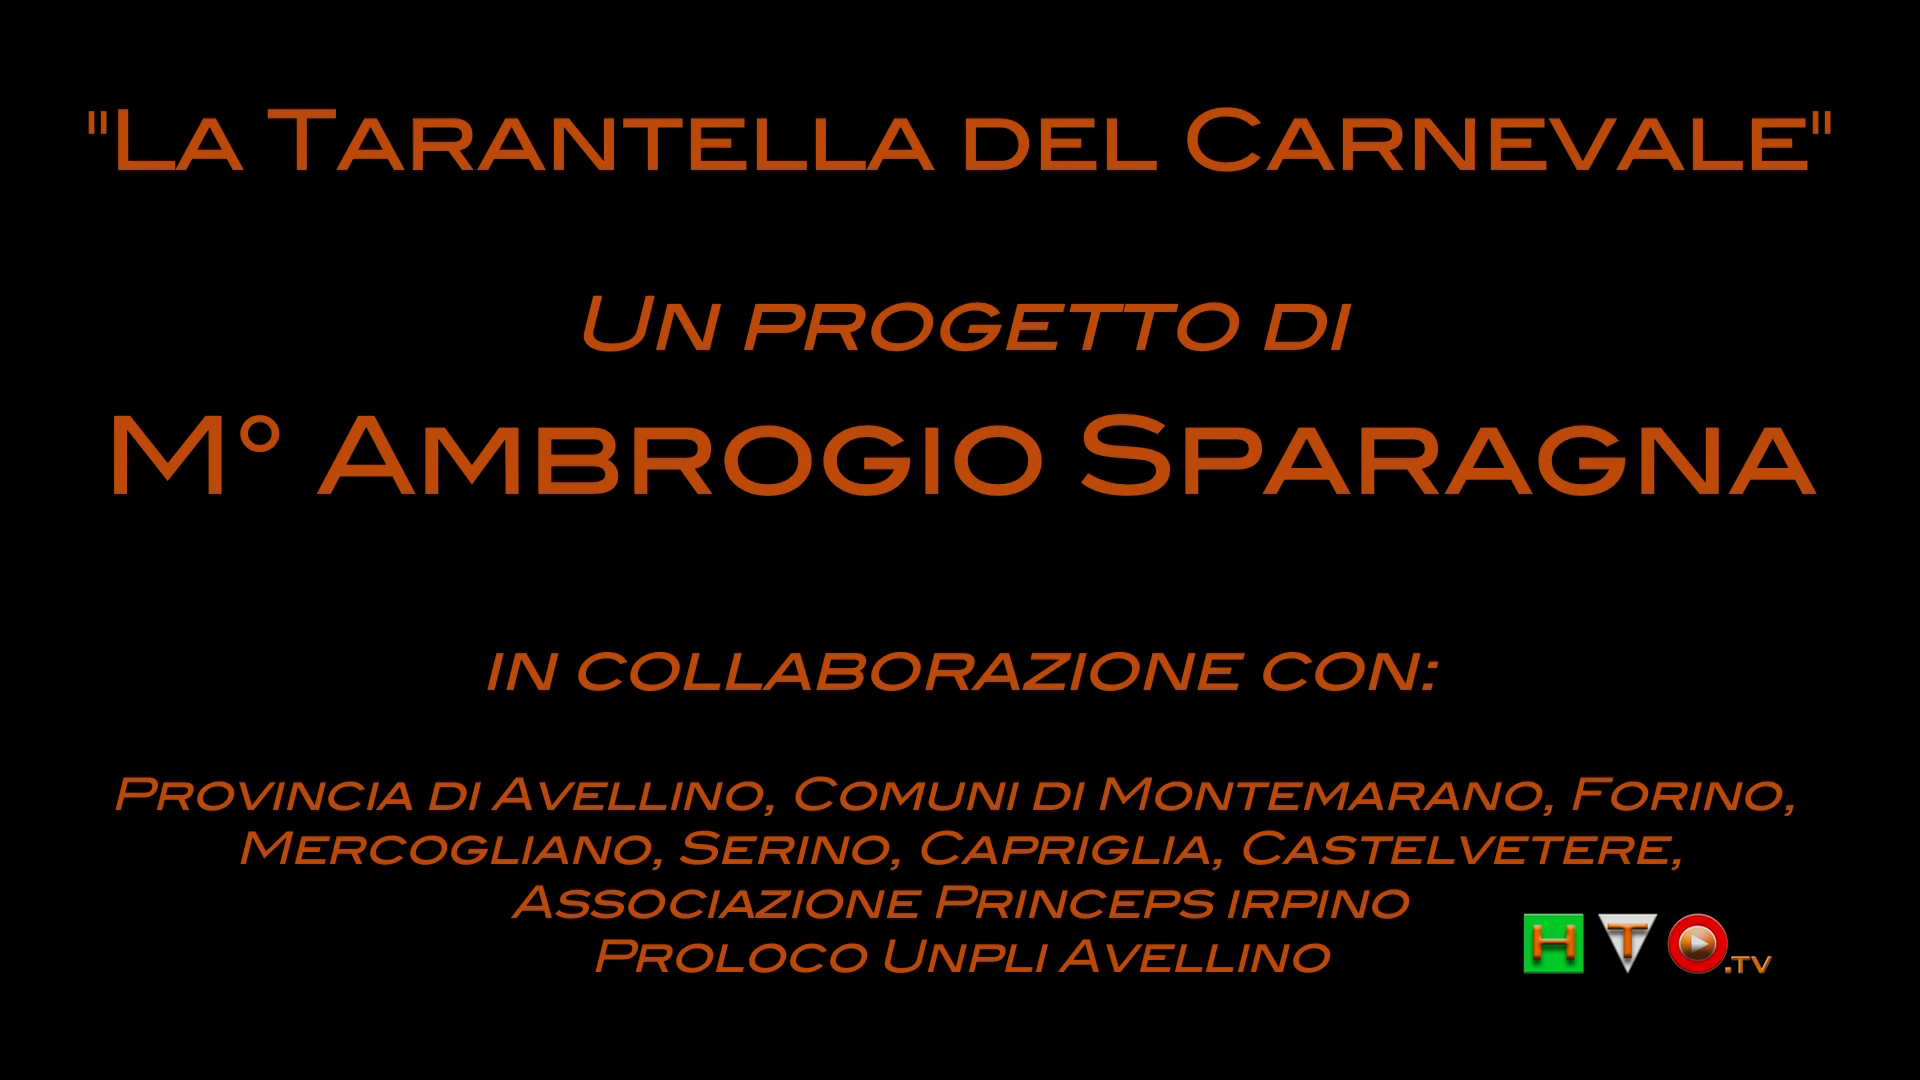 "La Tarantella del Carnevale"
Un progetto di
M° Ambrogio Sparagna
in collaborazione con:
Provincia di Avellino, Comuni di Montemarano, Forino,
Mercogliano, Serino, Capriglia, Castelvetere,
Associazione Princeps irpino
Proloco Unpli Avellino
HT.TV